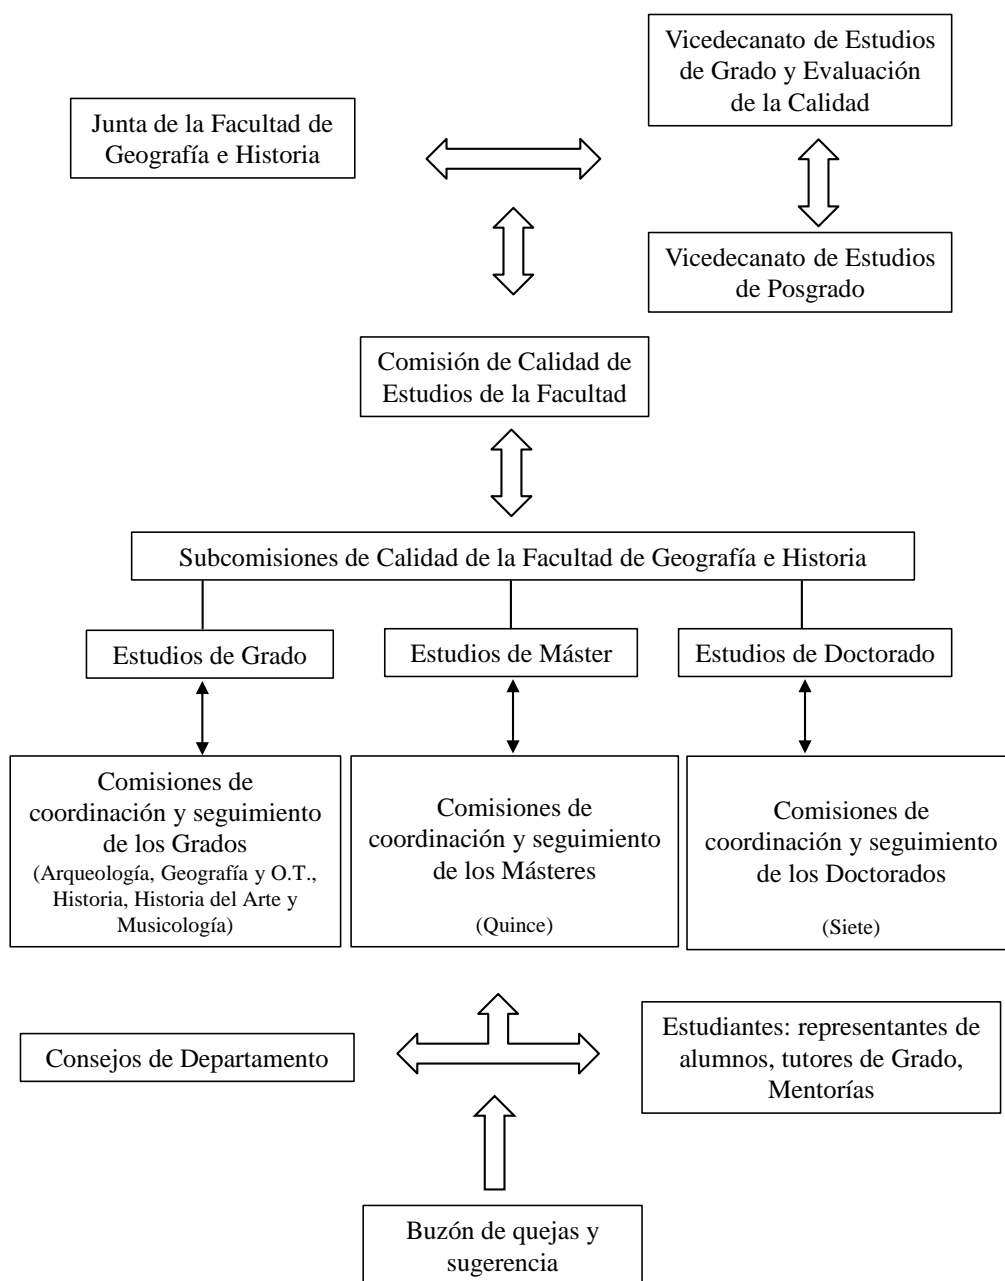 Vicedecanato de Estudios
de Grado y Evaluación
de la Calidad
Junta de la Facultad de
Geografía e Historia
Vicedecanato de Estudios
de Posgrado
Comisión de Calidad de
Estudios de la Facultad
Subcomisiones de Calidad de la Facultad de Geografía e Historia
Estudios de Grado
Estudios de Máster
Estudios de Doctorado
Comisiones de
coordinación y seguimiento
de los Grados
(Arqueología, Geografía y O.T.,
Historia, Historia del Arte y
Musicología)
Comisiones de
coordinación y seguimiento
de los Másteres
(Quince)
Comisiones de
coordinación y seguimiento
de los Doctorados
(Siete)
Consejos de Departamento
Estudiantes: representantes de
alumnos, tutores de Grado,
Mentorías
Buzón de quejas y
sugerencia